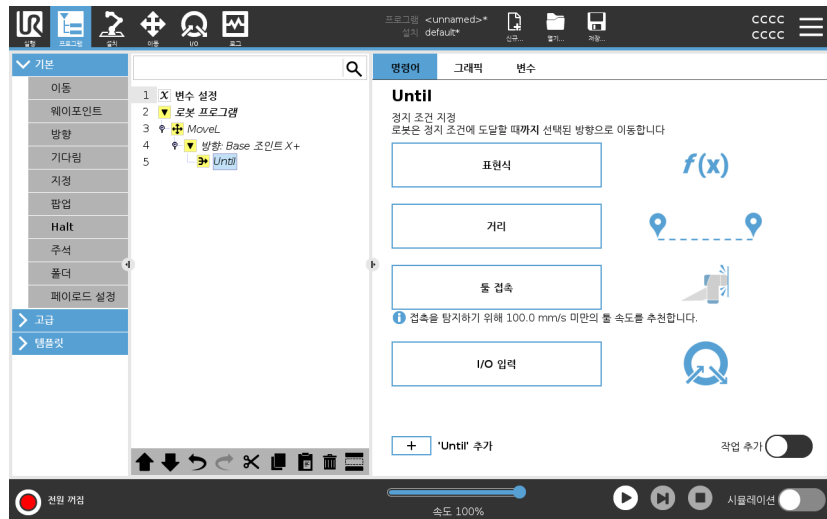 UR
실행
프로그램
설치
이동
I/O
로그
프로그램 <unnamed>*
설치 default*
신규...
열기...
저장...
cccc
cccc
기본
이동
웨이포인트
방향
기다림
지정
팝업
Halt
주석
폴더
페이로드 설정
고급
템플릿
1 X 변수 설정
2 로봇 프로그램
3 MoveL
4 방향: Base 조인트 X+
5 Until
명령어 그래픽 변수
Until
정지 조건 지정
로봇은 정지 조건에 도달할 때까지 선택된 방향으로 이동합니다
표현식
f(x)
거리
툴 접촉
접촉을 탐지하기 위해 100.0 mm/s 미만의 툴 속도를 추천합니다.
I/O 입력
+ 'Until' 추가
작업 추가
전원 꺼짐
속도 100%
시뮬레이션